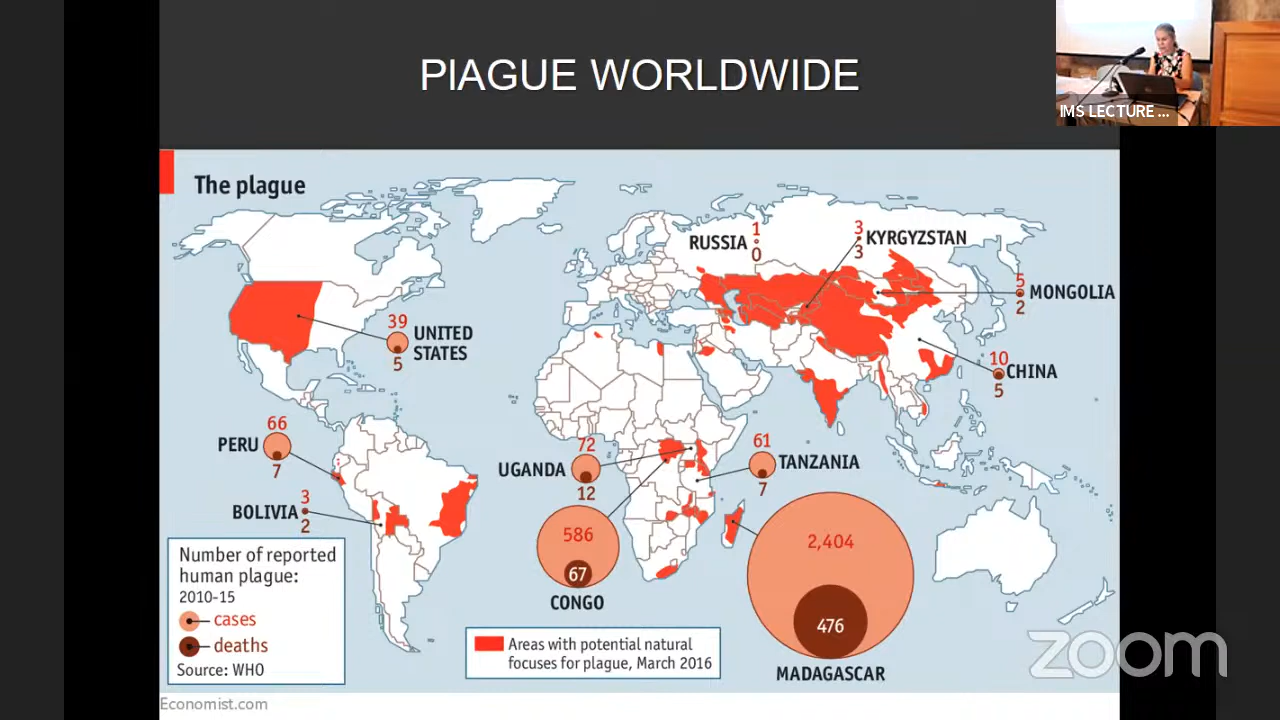 PlAGUE WORLDWIDE
IMS LECTURE ...
The plague
RUSSIA
1
0
3
3
KYRGYZSTAN
5
2
MONGOLIA
39
5
UNITED
STATES
10
5
CHINA
PERU
66
7
UGANDA
72
12
61
7
TANZANIA
BOLIVIA
3
2
586
67
CONGO
2,404
476
MADAGASCAR
Number of reported
human plague:
2010-15
cases
deaths
Source: WHO
Areas with potential natural
focuses for plague, March 2016
Economist.com
zoom